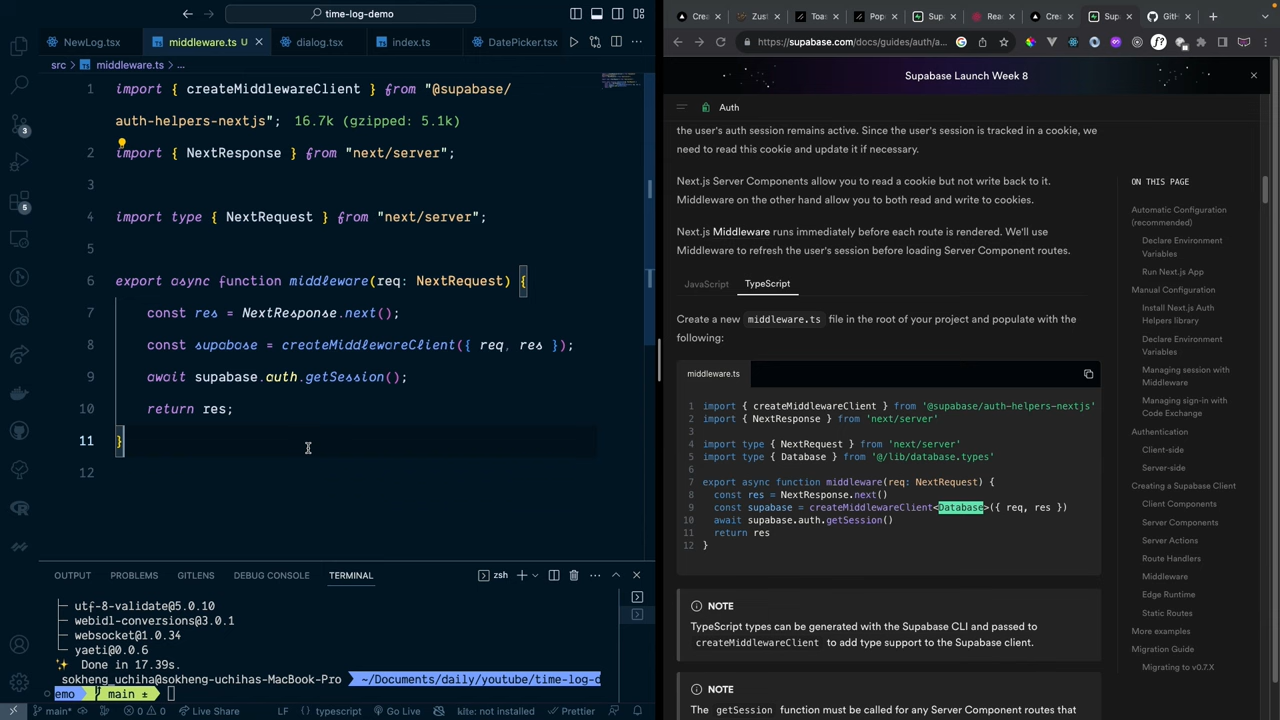 time-log-demo
NewLog.tsx
middleware.ts U
dialog.tsx
index.ts
DatePicker.tsx
src > middleware.ts > ...
1 import { createMiddlewareClient } from "@supabase/
auth-helpers-nextjs"; 16.7k (gzipped: 5.1k)
2 import { NextResponse } from "next/server";
3
4 import type { NextRequest } from "next/server";
5
6 export async function middleware(req: NextRequest) {
7 const res = NextResponse.next();
8 const supabase = createMiddlewareClient({ req, res });
9 await supabase.auth.getSession();
10 return res;
11 }
12
3
5
OUTPUT PROBLEMS GITLENS DEBUG CONSOLE TERMINAL
zsh
├─ utf-8-validate@5.0.10
├─ webidl-conversions@3.0.1
├─ websocket@1.0.34
└─ yaeti@0.0.6
✨ Done in 17.39s.
sokheng_uchiha@sokheng-uchihas-MacBook-Pro ~/Documents/daily/youtube/time-log-d
emo main ±
main* 0 0 Live Share LF typescript Go Live kite: not installed Prettier
Crea
Zust
Toas
Pop
Supa
Rea
Crea
Supa
GitH
https://supabase.com/docs/guides/auth/a...
Supabase Launch Week 8
Auth
the user's auth session remains active. Since the user's session is tracked in a cookie, we
need to read this cookie and update it if necessary.
Next.js Server Components allow you to read a cookie but not write back to it.
Middleware on the other hand allow you to both read and write to cookies.
Next.js Middleware runs immediately before each route is rendered. We'll use
Middleware to refresh the user's session before loading Server Component routes.
JavaScript TypeScript
Create a new middleware.ts file in the root of your project and populate with the
following:
middleware.ts
1 import { createMiddlewareClient } from '@supabase/auth-helpers-nextjs'
2 import { NextResponse } from 'next/server'
3
4 import type { NextRequest } from 'next/server'
5 import type { Database } from '@/lib/database.types'
6
7 export async function middleware(req: NextRequest) {
8 const res = NextResponse.next()
9 const supabase = createMiddlewareClient<Database>({ req, res })
10 await supabase.auth.getSession()
11 return res
12 }
NOTE
TypeScript types can be generated with the Supabase CLI and passed to
createMiddlewareClient to add type support to the Supabase client.
NOTE
The getSession function must be called for any Server Component routes that
ON THIS PAGE
Automatic Configuration
(recommended)
Declare Environment
Variables
Run Next.js App
Manual Configuration
Install Next.js Auth
Helpers library
Declare Environment
Variables
Managing session with
Middleware
Managing sign-in with
Code Exchange
Authentication
Client-side
Server-side
Creating a Supabase Client
Client Components
Server Components
Server Actions
Route Handlers
Middleware
Edge Runtime
Static Routes
More examples
Migration Guide
Migrating to v0.7.X